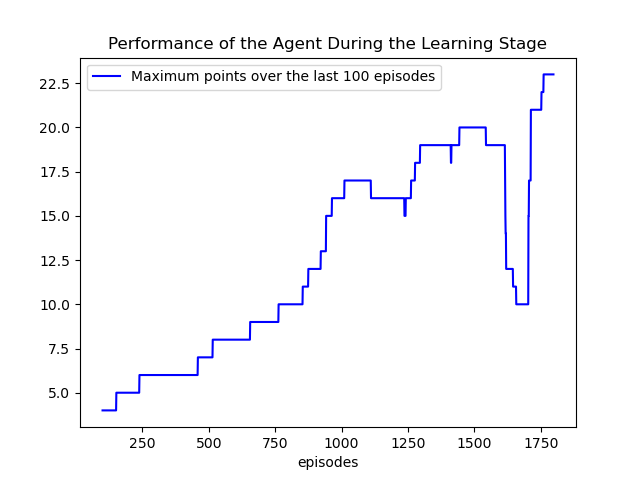 Performance of the Agent During the Learning Stage
Maximum points over the last 100 episodes
22.5
20.0
17.5
15.0
12.5
10.0
7.5
5.0
250 500 750 1000 1250 1500 1750
episodes